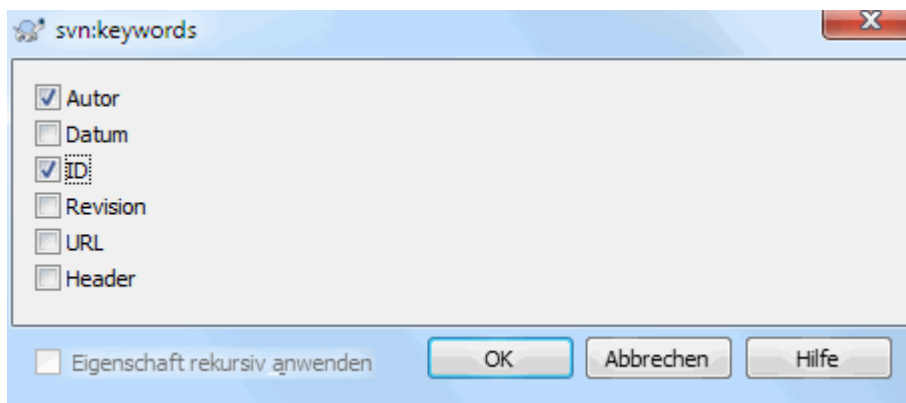 svn:keywords
Autor
Datum
ID
Revision
URL
Header
Eigenschaft rekursiv anwenden OK Abbrechen Hilfe